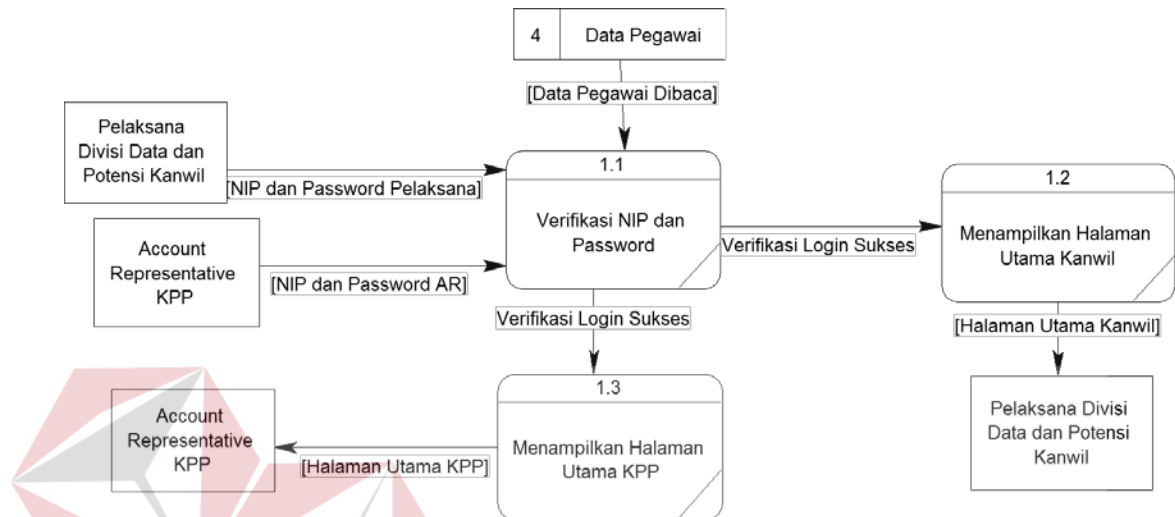 4
Data Pegawai
[Data Pegawai Dibaca]
Pelaksana
Divisi Data dan
Potensi Kanwil
[NIP dan Password Pelaksana]
Account
Representative
KPP
[NIP dan Password AR]
1.1
Verifikasi NIP dan
Password
Verifikasi Login Sukses
1.2
Menampilkan Halaman
Utama Kanwil
[Halaman Utama Kanwil]
Pelaksana Divisi
Data dan Potensi
Kanwil
Verifikasi Login Sukses
1.3
Menampilkan Halaman
Utama KPP
[Halaman Utama KPP]
Account
Representative
KPP